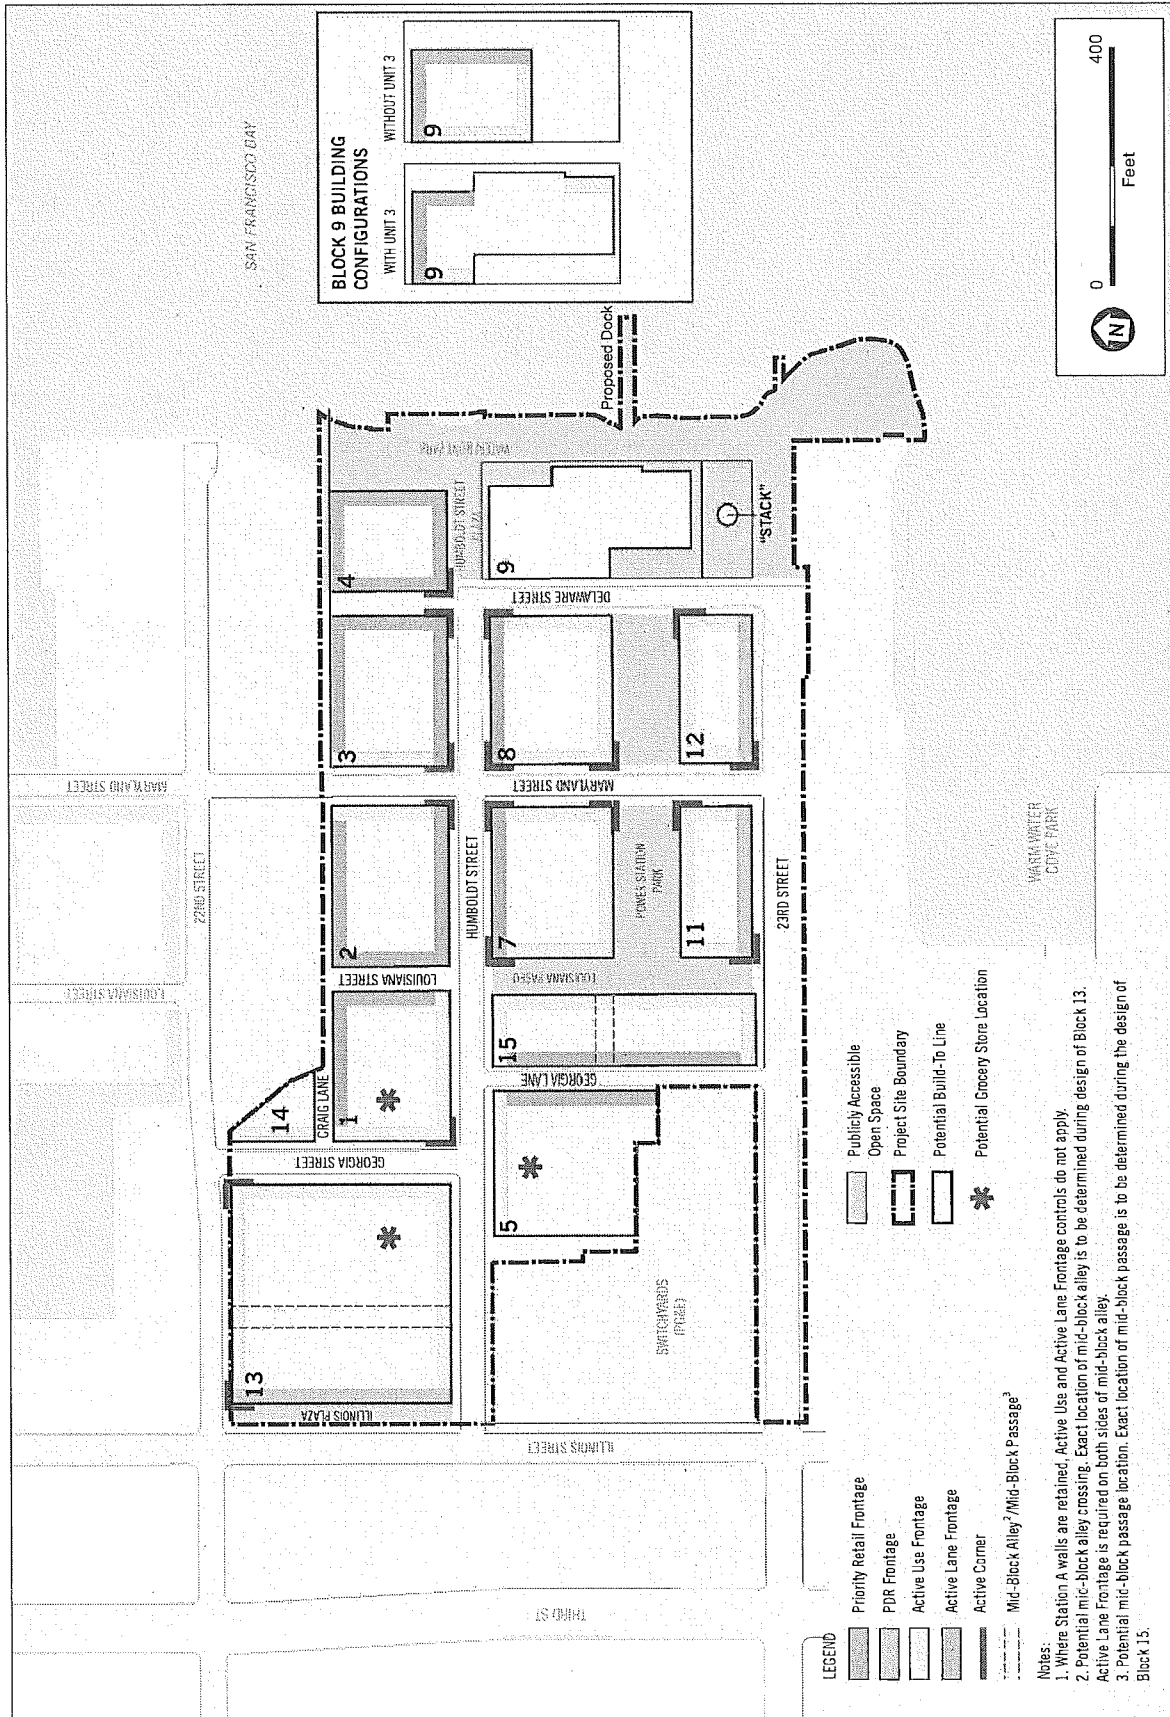 SAN FRANCISCO BAY
BLOCK 9 BUILDING
CONFIGURATIONS
WITH UNIT 3
WITHOUT UNIT 3
9
9
0
400
Feet
N
Proposed Dock
WATERFRONT PARK
HUMBOLDT STREET
PLAZA
"STACK"
DELAWARE STREET
MARYLAND STREET
MARYLAND STREET
22ND STREET
LOUISIANA STREET
LOUISIANA STREET
HUMBOLDT STREET
POWER STATION
PARK
LOUISIANA PASEO
23RD STREET
WARM WATER
COVE PARK
CRAIG LANE
GEORGIA STREET
GEORGIA LANE
ILLINOIS PLAZA
ILLINOIS STREET
SWITCHYARDS
(PG&E)
THIRD ST
1
2
3
4
5
7
8
9
11
12
13
14
15
LEGEND
Priority Retail Frontage
PDR Frontage
Active Use Frontage
Active Lane Frontage
Active Corner
Mid-Block Alley²/Mid-Block Passage³
Publicly Accessible
Open Space
Project Site Boundary
Potential Build-To Line
Potential Grocery Store Location
Notes:
1. Where Station A walls are retained, Active Use and Active Lane Frontage controls do not apply.
2. Potential mid-block alley crossing. Exact location of mid-block alley is to be determined during design of Block 13.
Active Lane Frontage is required on both sides of mid-block alley.
3. Potential mid-block passage location. Exact location of mid-block passage is to be determined during the design of
Block 15.